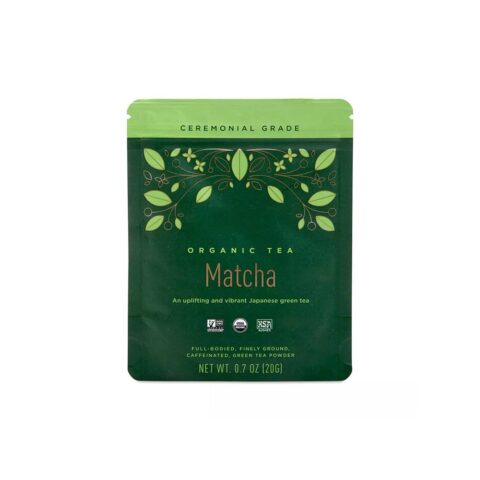 CEREMONIAL GRADE
ORGANIC TEA
Matcha
An uplifting and vibrant Japanese green tea
FULL-BODIED, FINELY GROUND,
CAFFEINATED, GREEN TEA POWDER
NET WT. 0.7 OZ (20G)